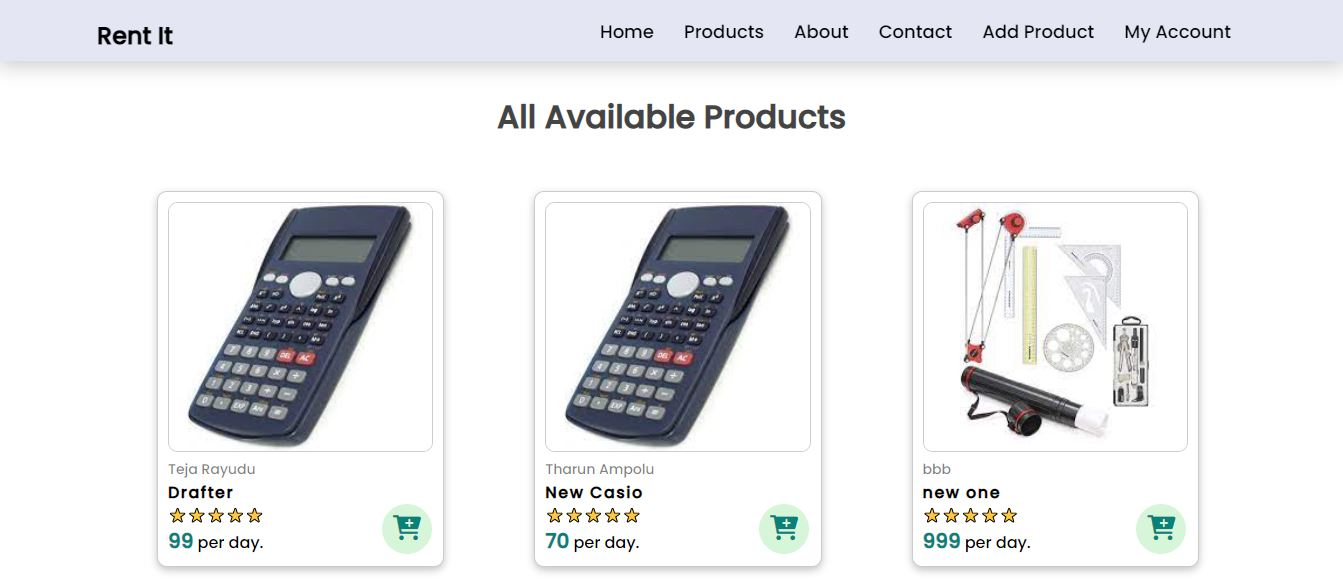 Rent It
Home Products About Contact Add Product My Account
All Available Products
Teja Rayudu
Drafter
99 per day.
Tharun Ampolu
New Casio
70 per day.
bbb
new one
999 per day.